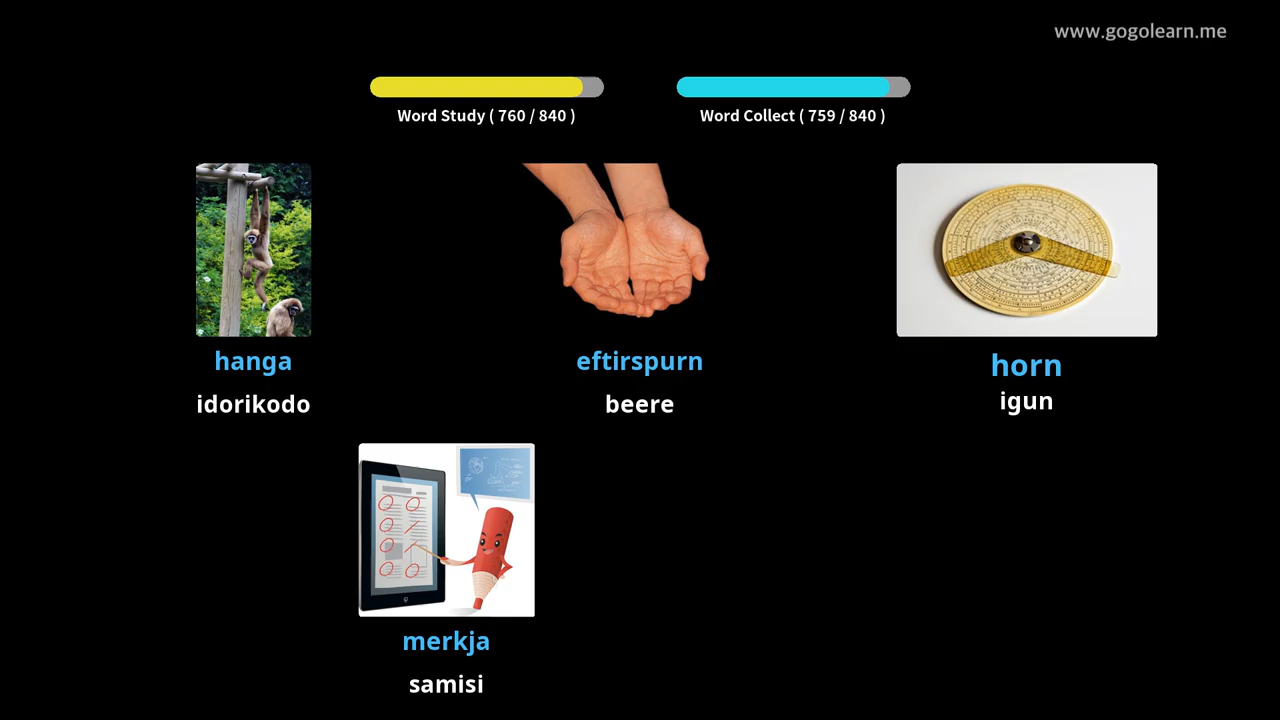 www.gogolearn.me
Word Study ( 760 / 840 )
Word Collect ( 759 / 840 )
hanga
idorikodo
eftirspurn
beere
horn
igun
merkja
samisi